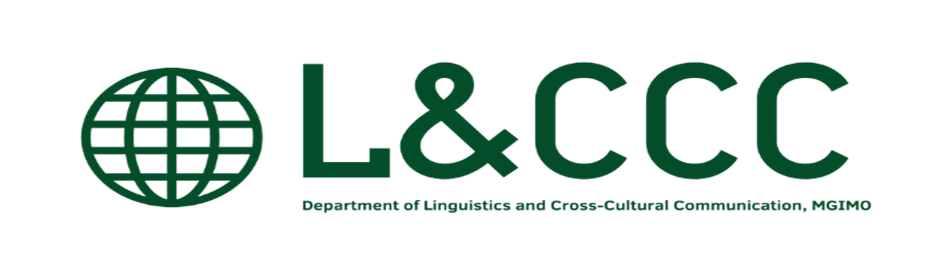 L&CCC
Department of Linguistics and Cross-Cultural Communication, MGIMO